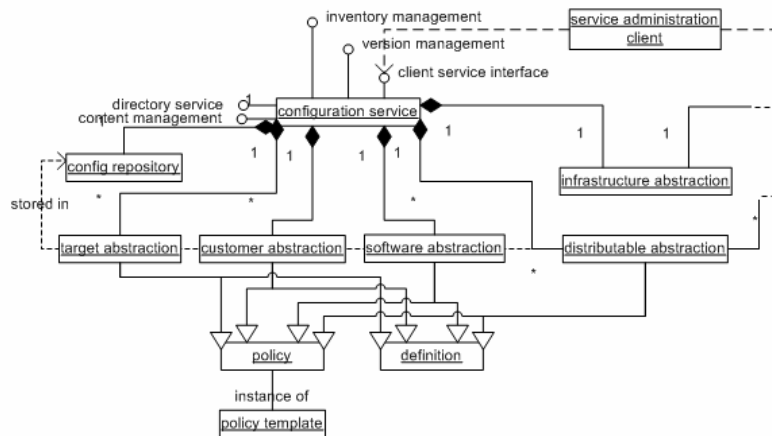 inventory management
service administration
client
version management
client service interface
directory service
1
content management
configuration service
1
1
1
1
1
1
1
config repository
infrastructure abstraction
stored in
*
*
*
*
target abstraction
customer abstraction
software abstraction
distributable abstraction
*
policy
definition
instance of
policy template